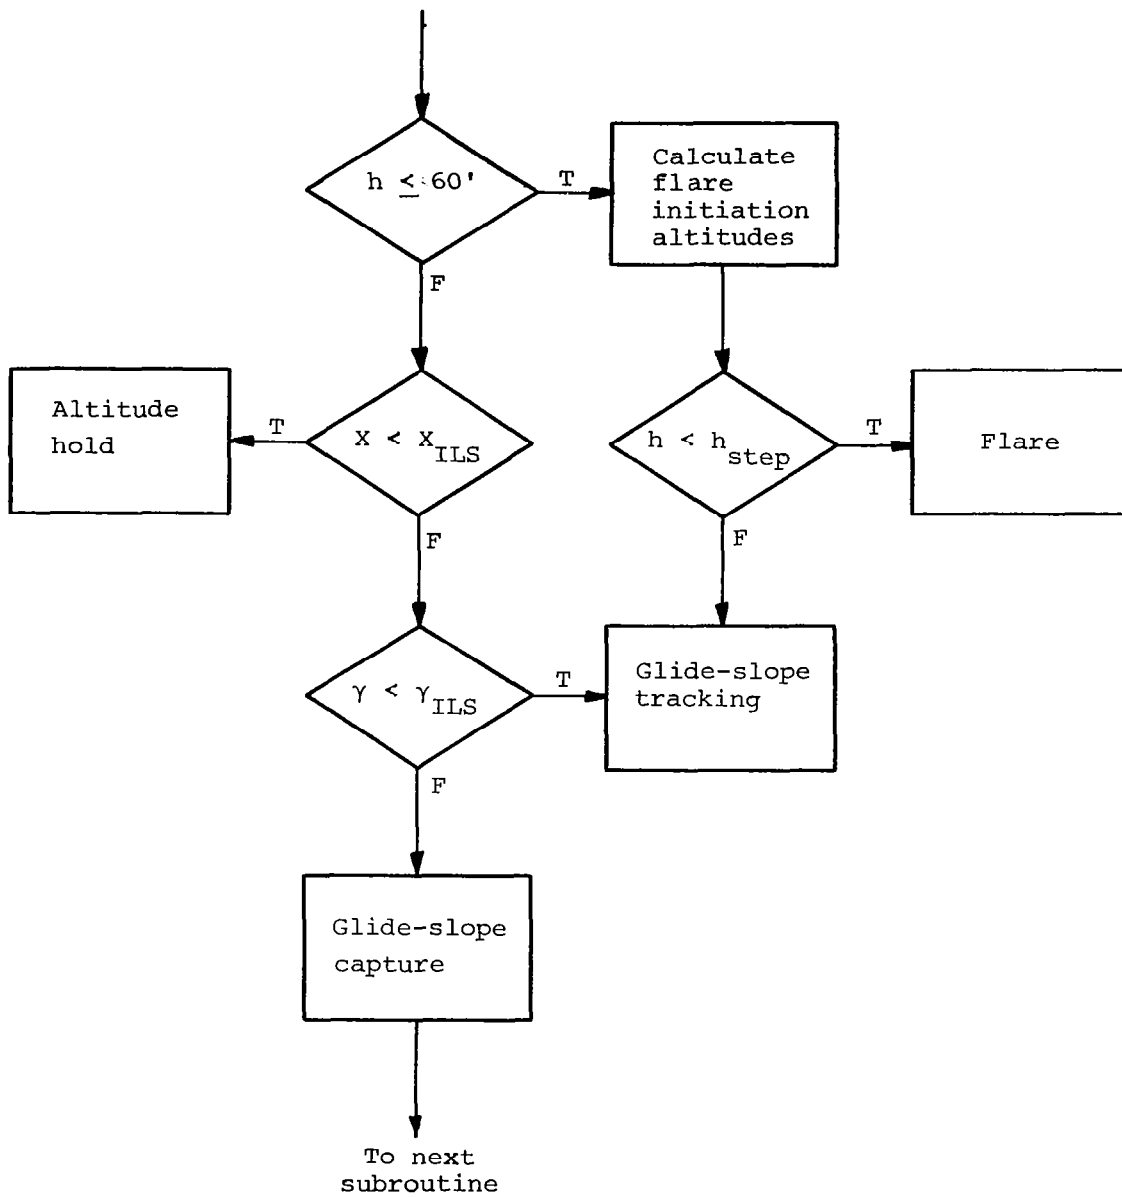 h ≤ 60'
T
Calculate
flare
initiation
altitudes
F
Altitude
hold
T
X < X_ILS
h < h_step
T
Flare
F
F
γ < γ_ILS
T
Glide-slope
tracking
F
Glide-slope
capture
To next
subroutine